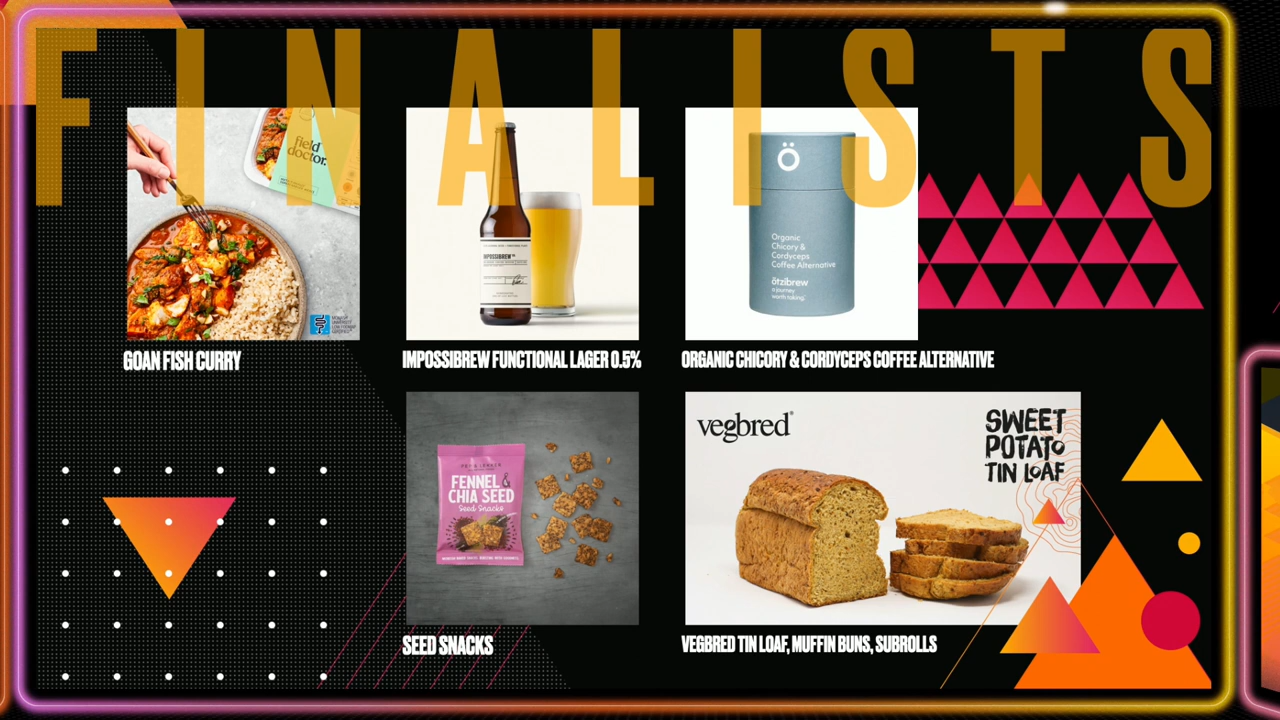 FINALISTS
field
doctor.
GOAN FISH CURRY
IMPOSSIBREW
IMPOSSIBREW FUNCTIONAL LAGER 0.5%
Ö
Organic
Chicory &
Cordyceps
Coffee Alternative
ötzibrew
a journey
worth taking.
ORGANIC CHICORY & CORDYCEPS COFFEE ALTERNATIVE
FENNEL &
CHIA SEED
Seed Snacks
SEED SNACKS
vegbred®
SWEET
POTATO
TIN LOAF
VEGBRED TIN LOAF, MUFFIN BUNS, SUBROLLS